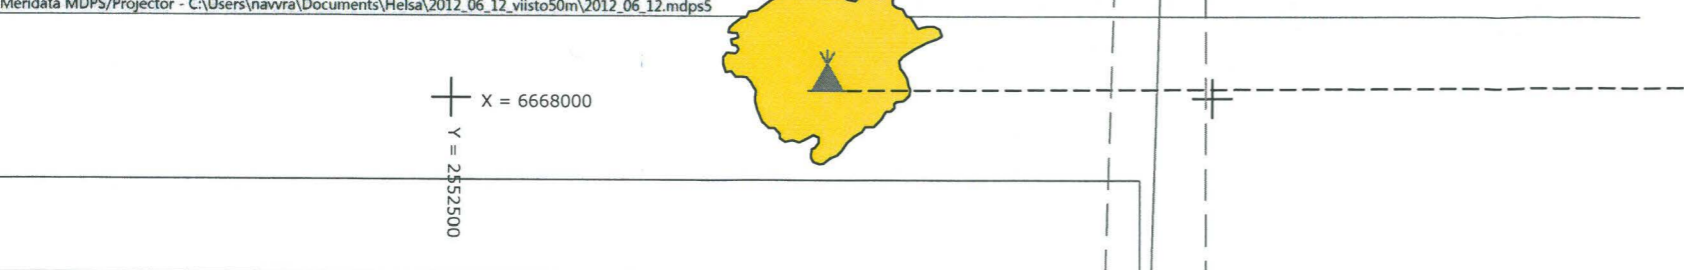 Meridata MDPS/Projector - C:\Users\navvra\Documents\Helsa\2012_06_12_viisto50m\2012_06_12.mdps5
X = 6668000
Y = 2552500